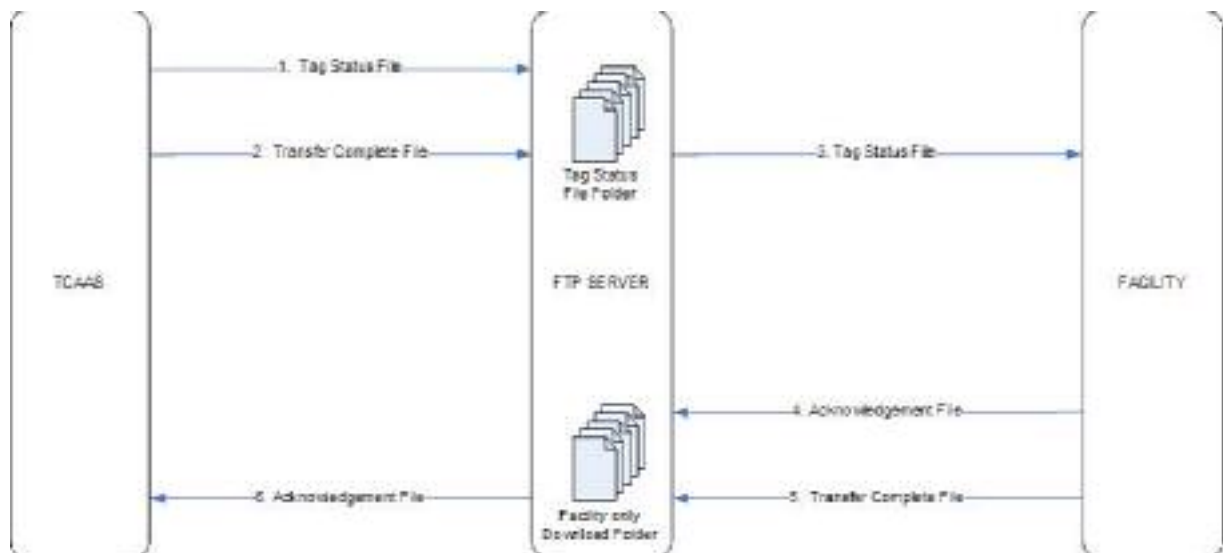 1. Tag Status File
2. Transfer Complete File
Tag Status
File Folder
3. Tag Status File
TCAAS
FTP SERVER
FACILITY
4. Acknowledgement File
6. Acknowledgement File
5. Transfer Complete File
Facility only
Download Folder